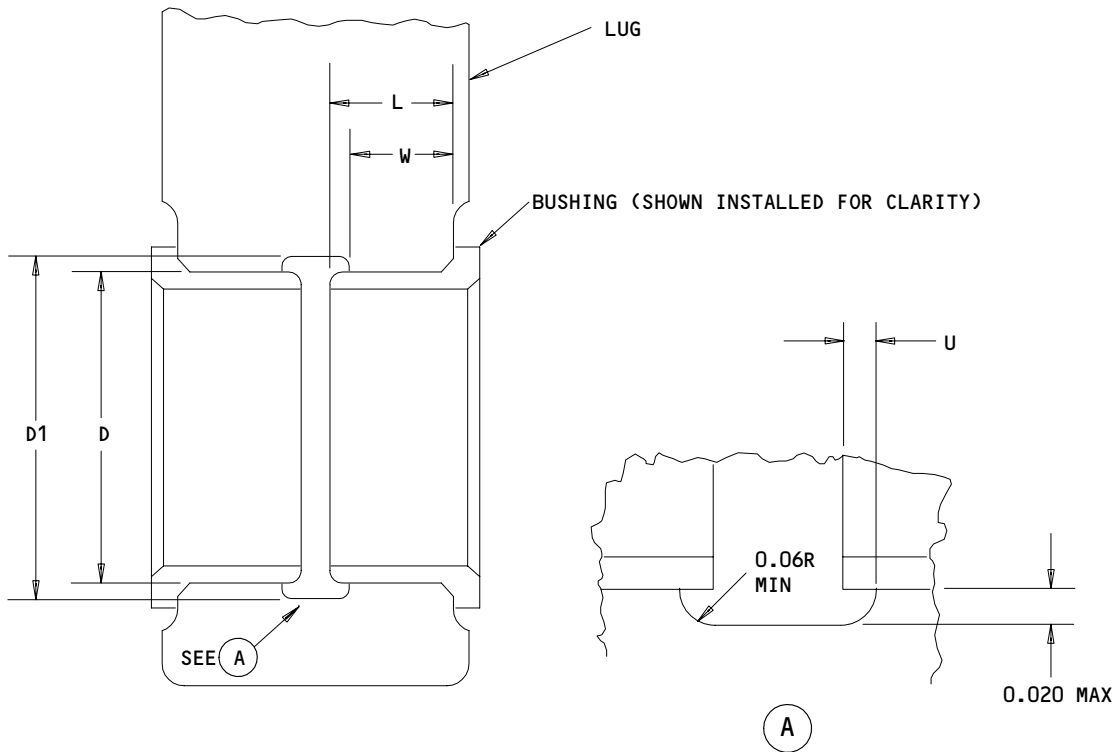 LUG
L
W
BUSHING (SHOWN INSTALLED FOR CLARITY)
U
D1
D
0.06R
MIN
SEE A
0.020 MAX
A